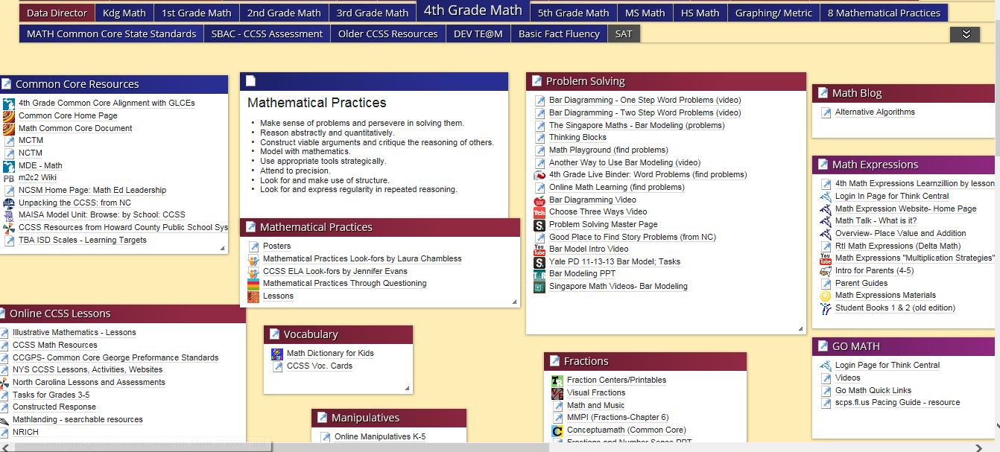 Data Director
Kdg Math
1st Grade Math
2nd Grade Math
3rd Grade Math
4th Grade Math
5th Grade Math
MS Math
HS Math
Graphing/ Metric
8 Mathematical Practices
MATH Common Core State Standards
SBAC - CCSS Assessment
Older CCSS Resources
DEV TE@M
Basic Fact Fluency
SAT
Common Core Resources
4th Grade Common Core Alignment with GLCEs
Common Core Home Page
Math Common Core Document
MCTM
NCTM
MDE - Math
PB m2c2 Wiki
NCSM Home Page: Math Ed Leadership
Unpacking the CCSS: from NC
MAISA Model Unit: Browse: by School: CCSS
CCSS Resources from Howard County Public School Sys
TBA ISD Scales - Learning Targets
Online CCSS Lessons
Illustrative Mathematics - Lessons
CCSS Math Resources
CCGPS- Common Core George Preformance Standards
NYS CCSS Lessons, Activities, Websites
North Carolina Lessons and Assessments
Tasks for Grades 3-5
Constructed Response
Mathlanding - searchable resources
NRICH
Mathematical Practices
• Make sense of problems and persevere in solving them.
• Reason abstractly and quantitatively.
• Construct viable arguments and critique the reasoning of others.
• Model with mathematics.
• Use appropriate tools strategically.
• Attend to precision.
• Look for and make use of structure.
• Look for and express regularity in repeated reasoning.
Mathematical Practices
Posters
Mathematical Practices Look-fors by Laura Chambless
CCSS ELA Look-fors by Jennifer Evans
Mathematical Practices Through Questioning
Lessons
Vocabulary
Math Dictionary for Kids
CCSS Voc. Cards
Manipulatives
Online Manipulatives K-5
Problem Solving
Bar Diagramming - One Step Word Problems (video)
Bar Diagramming - Two Step Word Problems (video)
The Singapore Maths - Bar Modeling (problems)
Thinking Blocks
Math Playground (find problems)
Another Way to Use Bar Modeling (video)
4th Grade Live Binder: Word Problems (find problems)
Online Math Learning (find problems)
Bar Diagramming Video
Tch Choose Three Ways Video
S. Problem Solving Master Page
Good Place to Find Story Problems (from NC)
You Tube Bar Model Intro Video
S. Yale PD 11-13-13 Bar Model; Tasks
Bar Modeling PPT
Singapore Math Videos- Bar Modeling
Fractions
Fraction Centers/Printables
Visual Fractions
Math and Music
MMPI (Fractions-Chapter 6)
C Conceptuamath (Common Core)
Fractions and Number Sense PPT
Math Blog
Alternative Algorithms
Math Expressions
4th Math Expressions Learnzillion by lesson
Login In Page for Think Central
Math Expression Website- Home Page
Math Talk - What is it?
Overview- Place Value and Addition
RtI Math Expressions (Delta Math)
You Tube Math Expressions "Multiplication Strategies"
Intro for Parents (4-5)
Parent Guides
Math Expressions Materials
Student Books 1 & 2 (old edition)
GO MATH
Login Page for Think Central
Videos
Go Math Quick Links
scps.fl.us Pacing Guide - resource